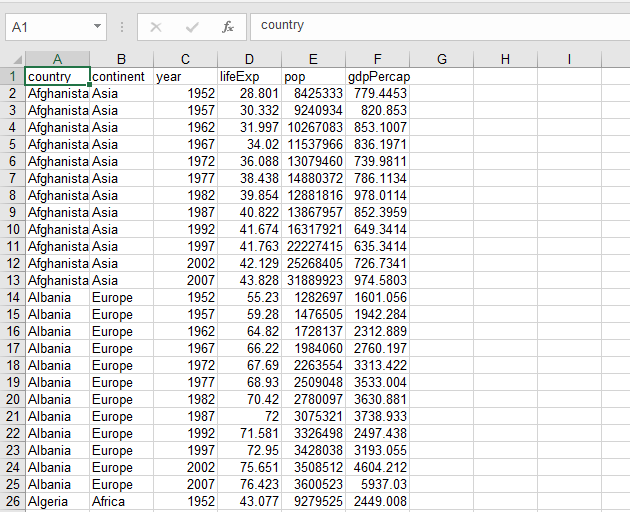 A1 fx country
A B C D E F G H I
1 country continent year lifeExp pop gdpPercap
2 Afghanista Asia 1952 28.801 8425333 779.4453
3 Afghanista Asia 1957 30.332 9240934 820.853
4 Afghanista Asia 1962 31.997 10267083 853.1007
5 Afghanista Asia 1967 34.02 11537966 836.1971
6 Afghanista Asia 1972 36.088 13079460 739.9811
7 Afghanista Asia 1977 38.438 14880372 786.1134
8 Afghanista Asia 1982 39.854 12881816 978.0114
9 Afghanista Asia 1987 40.822 13867957 852.3959
10 Afghanista Asia 1992 41.674 16317921 649.3414
11 Afghanista Asia 1997 41.763 22227415 635.3414
12 Afghanista Asia 2002 42.129 25268405 726.7341
13 Afghanista Asia 2007 43.828 31889923 974.5803
14 Albania Europe 1952 55.23 1282697 1601.056
15 Albania Europe 1957 59.28 1476505 1942.284
16 Albania Europe 1962 64.82 1728137 2312.889
17 Albania Europe 1967 66.22 1984060 2760.197
18 Albania Europe 1972 67.69 2263554 3313.422
19 Albania Europe 1977 68.93 2509048 3533.004
20 Albania Europe 1982 70.42 2780097 3630.881
21 Albania Europe 1987 72 3075321 3738.933
22 Albania Europe 1992 71.581 3326498 2497.438
23 Albania Europe 1997 72.95 3428038 3193.055
24 Albania Europe 2002 75.651 3508512 4604.212
25 Albania Europe 2007 76.423 3600523 5937.03
26 Algeria Africa 1952 43.077 9279525 2449.008